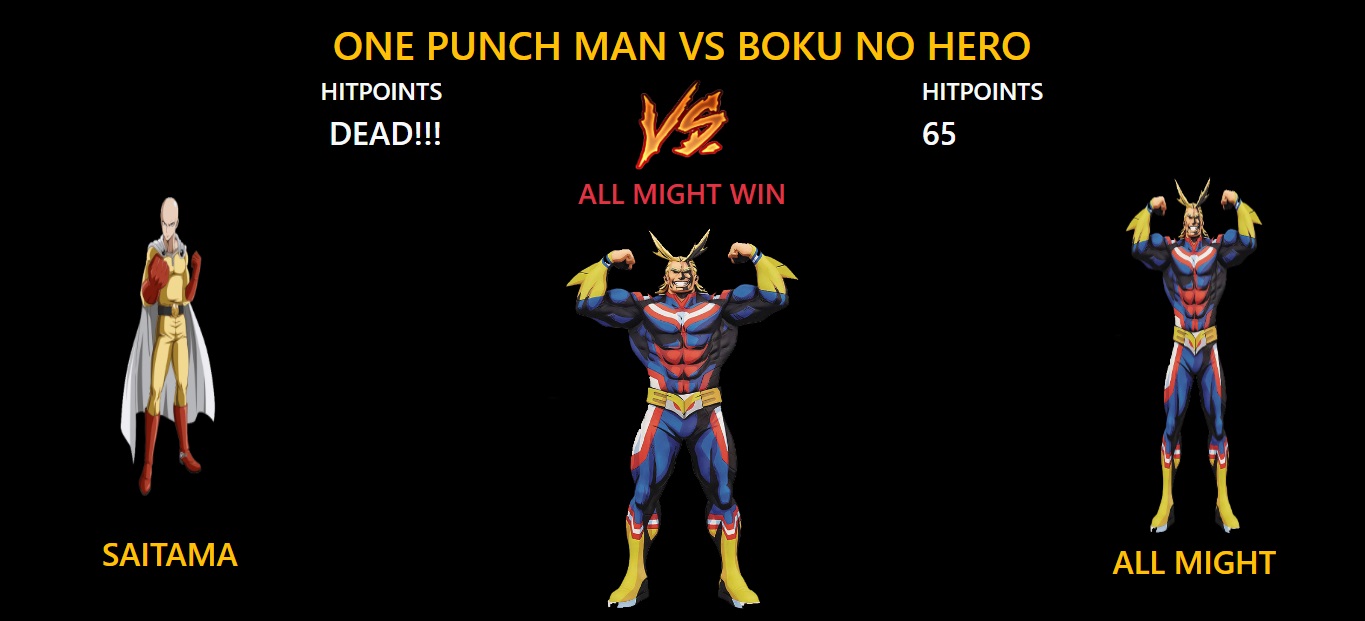 ONE PUNCH MAN VS BOKU NO HERO
HITPOINTS
DEAD!!!
VS.
HITPOINTS
65
ALL MIGHT WIN
SAITAMA
ALL MIGHT